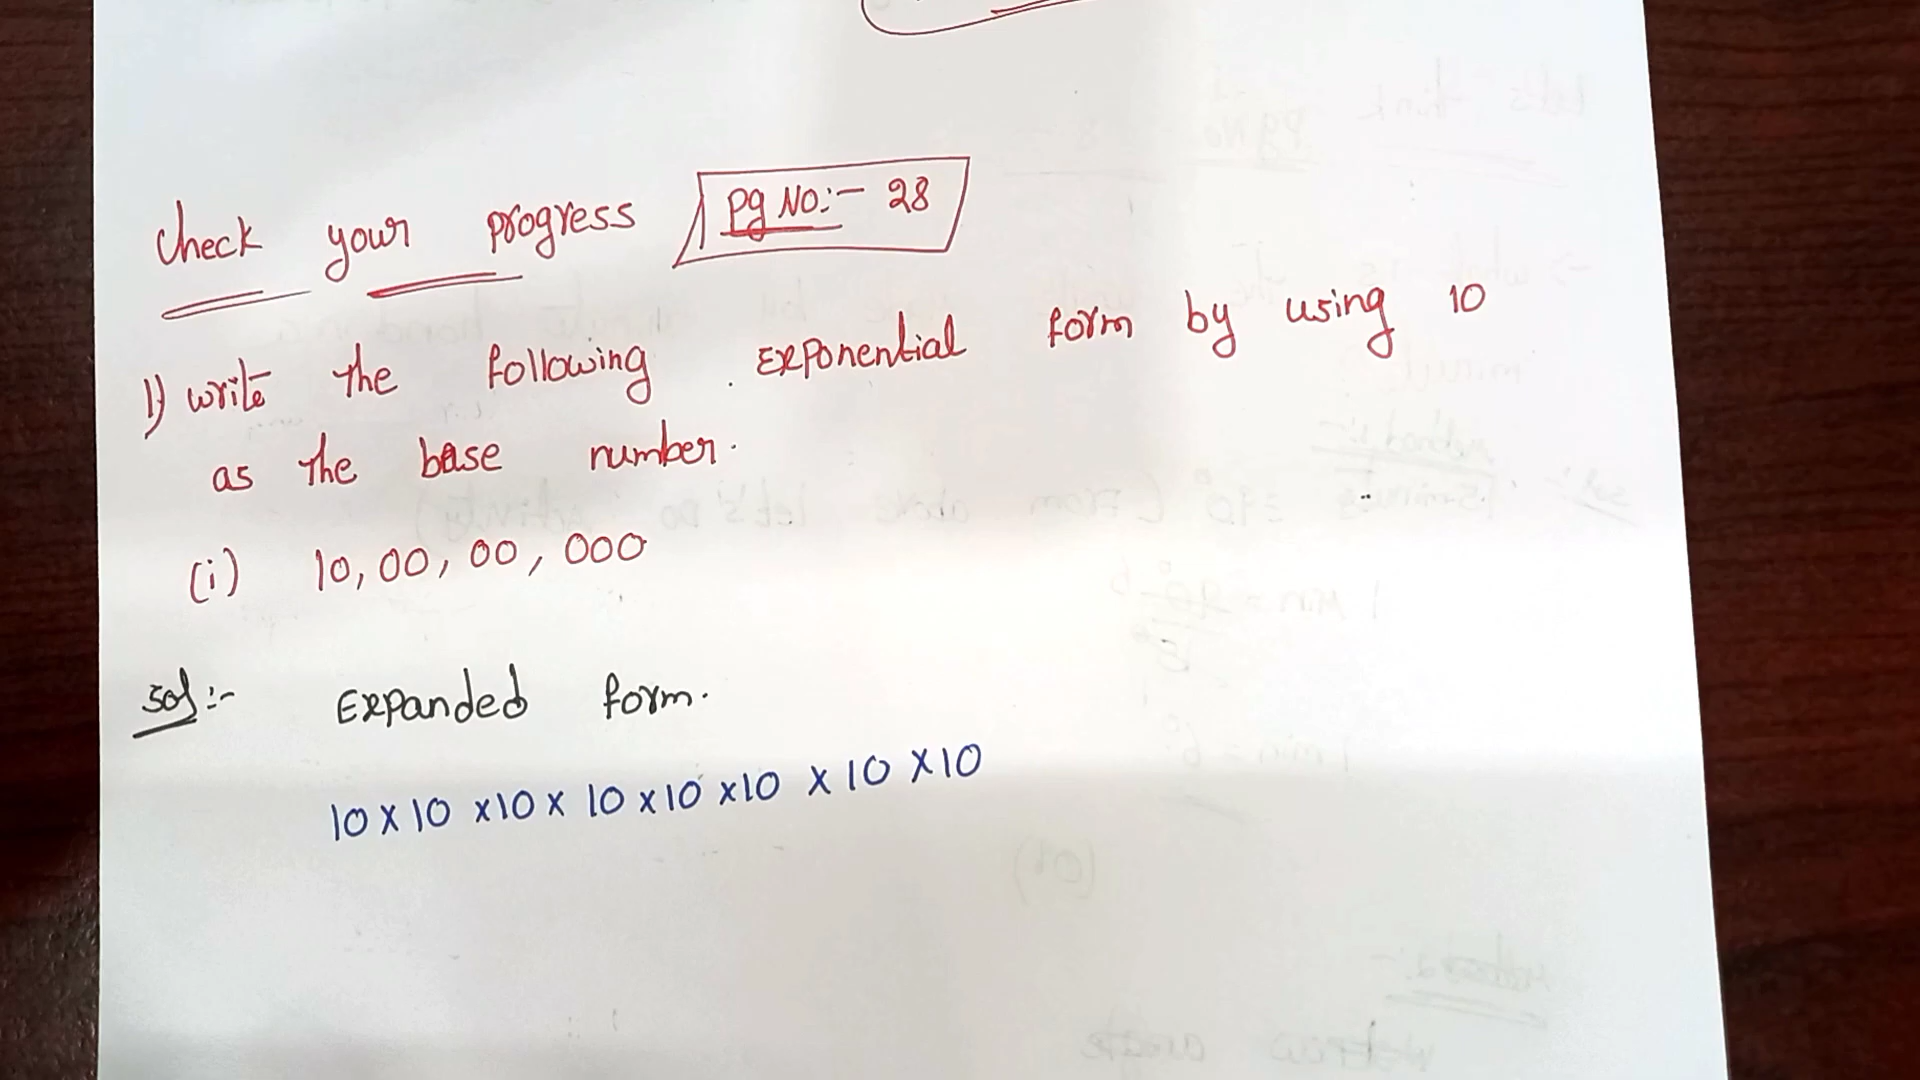 Check your progress Pg No:- 28
1) write the following . Exponential form by using 10
as the base number.
(i) 10,00,00,000
Sol:- Expanded form.
10 x 10 x 10 x 10 x 10 x 10 x 10 x 10